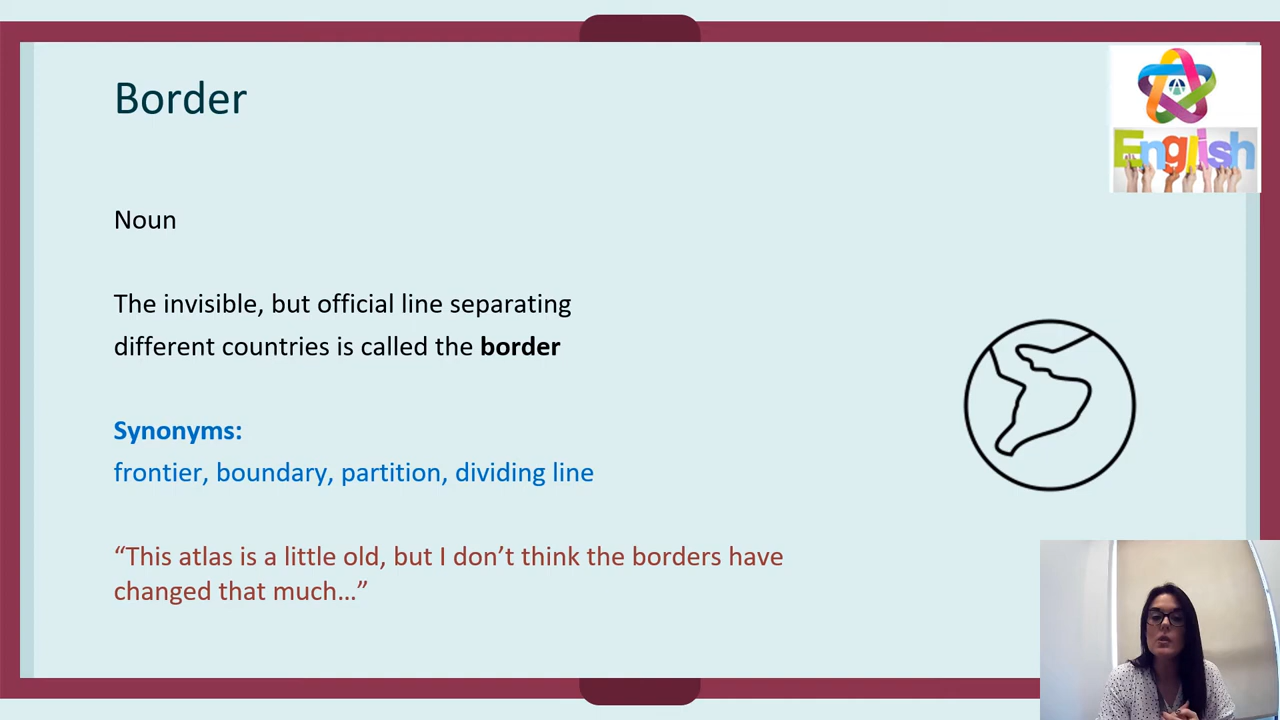 Border
English
Noun
The invisible, but official line separating
different countries is called the border
Synonyms:
frontier, boundary, partition, dividing line
“This atlas is a little old, but I don’t think the borders have
changed that much…”